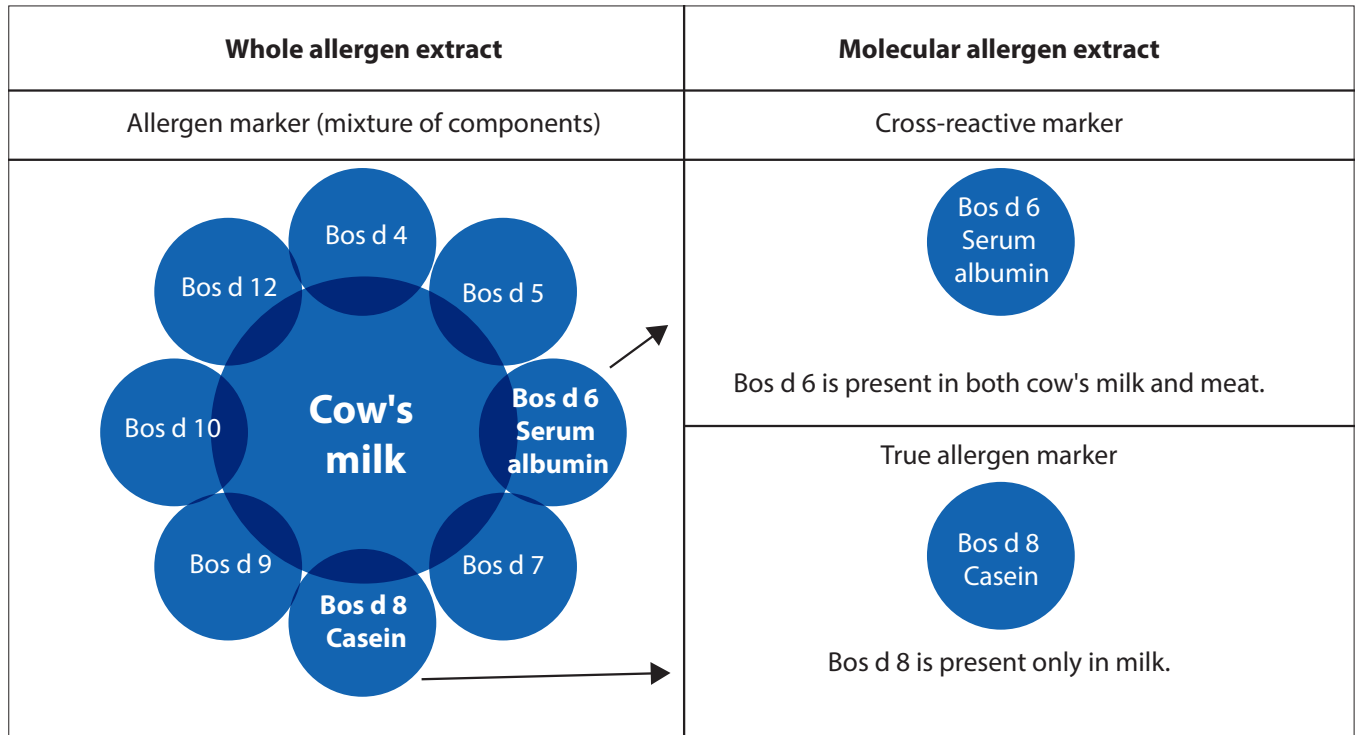 Whole allergen extract
Molecular allergen extract
Allergen marker (mixture of components)
Cross-reactive marker
Bos d 4
Bos d 5
Bos d 6
Serum
albumin
Bos d 7
Bos d 8
Casein
Bos d 9
Bos d 10
Bos d 12
Cow's
milk
Bos d 6
Serum
albumin
Bos d 6 is present in both cow's milk and meat.
True allergen marker
Bos d 8
Casein
Bos d 8 is present only in milk.